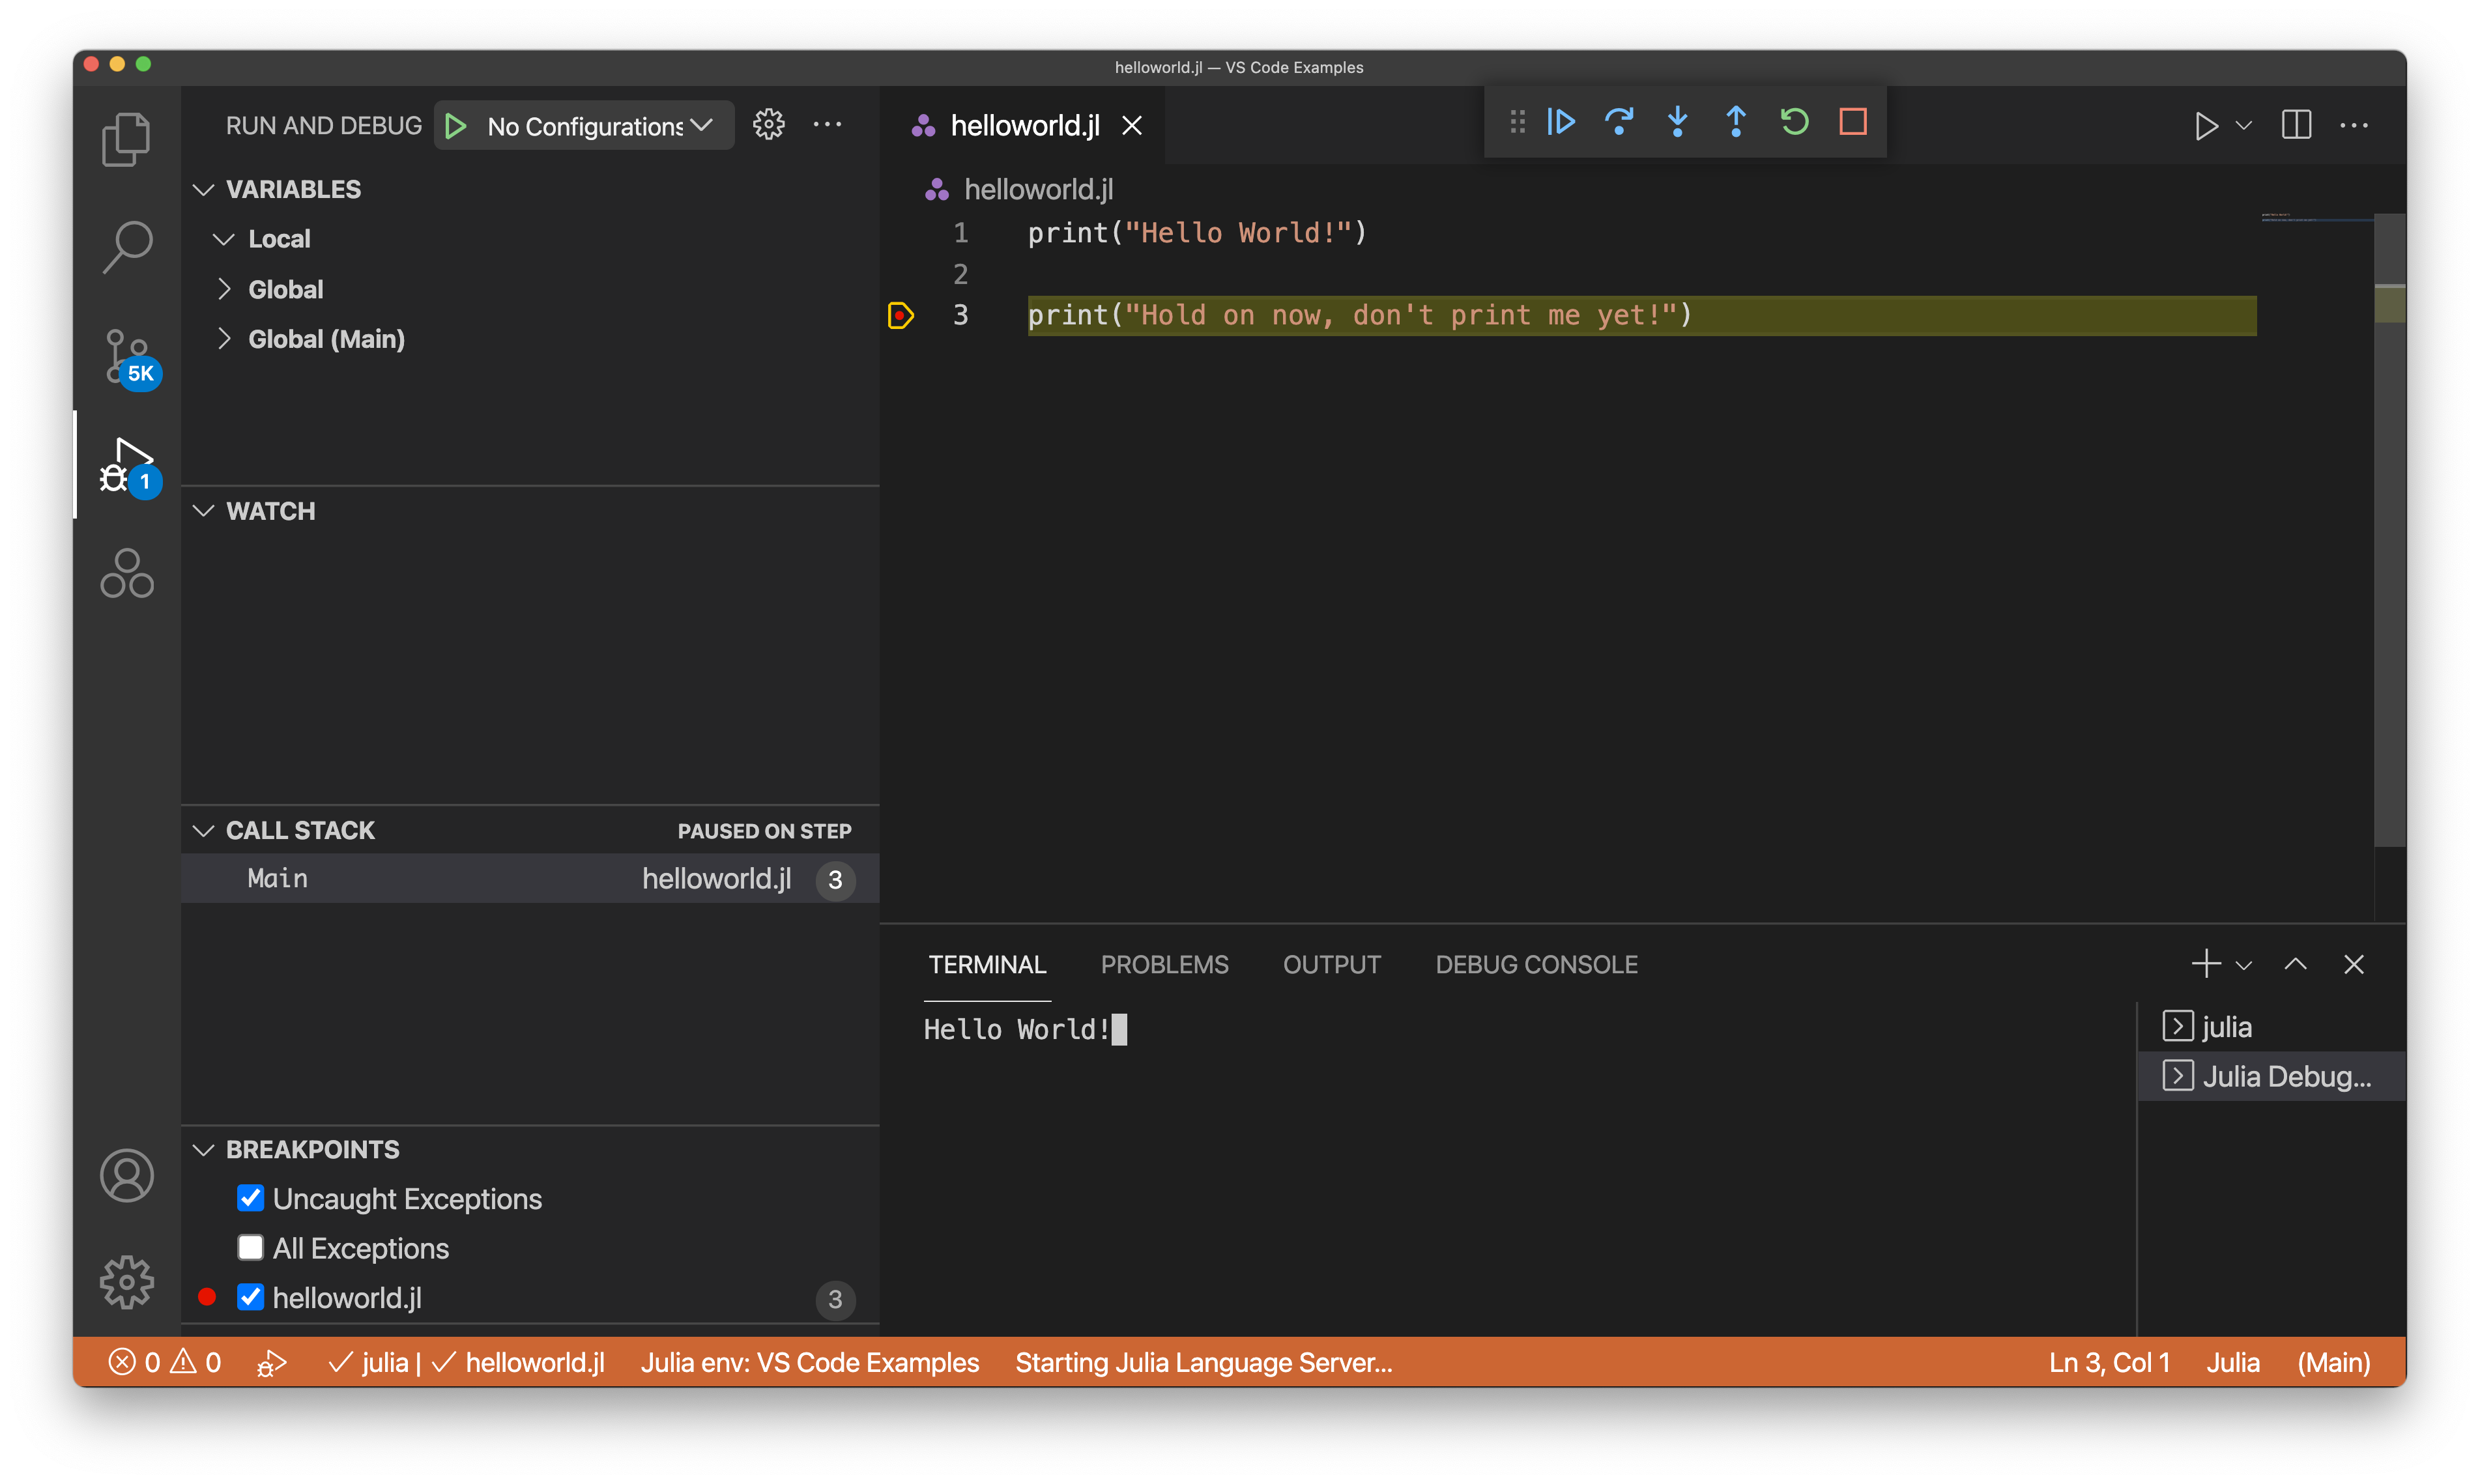 helloworld.jl — VS Code Examples
RUN AND DEBUG
No Configurations
helloworld.jl
VARIABLES
Local
Global
Global (Main)
5K
1
WATCH
CALL STACK
PAUSED ON STEP
Main
helloworld.jl
3
BREAKPOINTS
Uncaught Exceptions
All Exceptions
helloworld.jl
3
helloworld.jl
1 print("Hello World!")
2
3 print("Hold on now, don't print me yet!")
TERMINAL
PROBLEMS
OUTPUT
DEBUG CONSOLE
Hello World!
julia
Julia Debug...
0 0
julia | helloworld.jl
Julia env: VS Code Examples
Starting Julia Language Server...
Ln 3, Col 1
Julia
(Main)